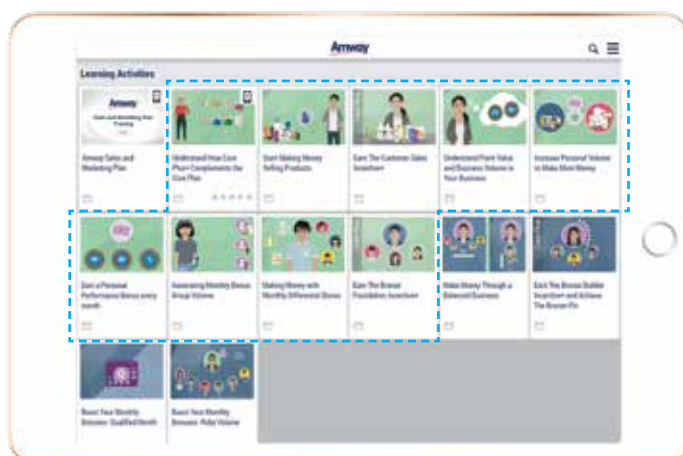 Amway
Learning Activities
Amway
Amway Sales and
Marketing Plan
Understand How Core
Plus+ Complements the
Core Plan
Start Making Money
Selling Products
Earn The Customer Sales
Incentive+
Understand Point Value
and Business Volume in
Your Business
Increase Personal Volume
to Make More Money
Earn a Personal
Performance Bonus every
month
Generating Monthly Bonus
Group Volume
Making Money with
Monthly Differential Bonus
Earn The Bronze
Foundation Incentive+
Make Money Through a
Balanced Business
Earn The Bronze Builder
Incentive+ and Achieve
The Bronze Pin
Boost Your Monthly
Bonuses- Qualified Month
Boost Your Monthly
Bonuses- Ruby Volume